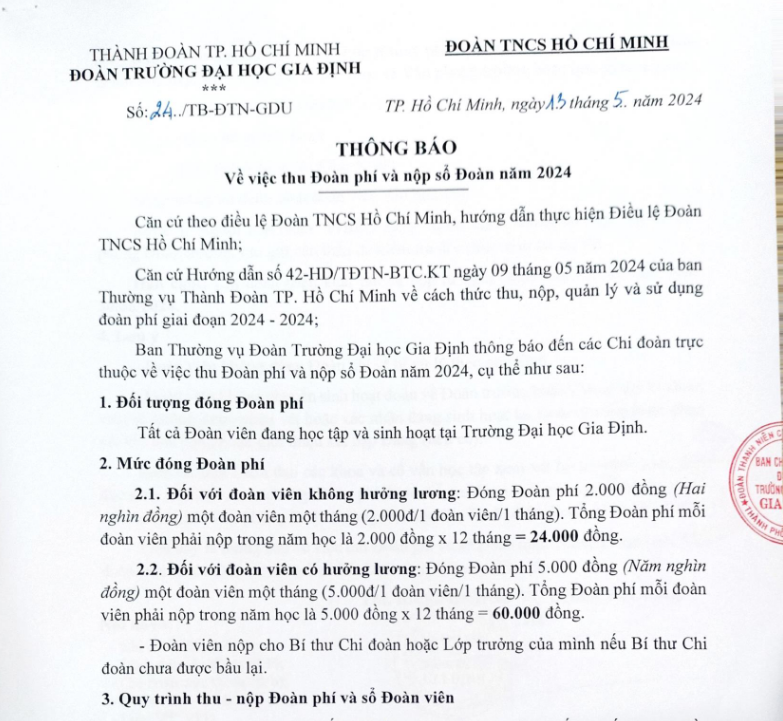 THÀNH ĐOÀN TP. HỒ CHÍ MINH
ĐOÀN TRƯỜNG ĐẠI HỌC GIA ĐỊNH
***
Số: 24../TB-ĐTN-GDU
ĐOÀN TNCS HỒ CHÍ MINH
TP. Hồ Chí Minh, ngày 13 tháng 5. năm 2024
THÔNG BÁO
Về việc thu Đoàn phí và nộp sổ Đoàn năm 2024
Căn cứ theo điều lệ Đoàn TNCS Hồ Chí Minh, hướng dẫn thực hiện Điều lệ Đoàn
TNCS Hồ Chí Minh;
Căn cứ Hướng dẫn số 42-HD/TĐTN-BTC.KT ngày 09 tháng 05 năm 2024 của ban
Thường vụ Thành Đoàn TP. Hồ Chí Minh về cách thức thu, nộp, quản lý và sử dụng
đoàn phí giai đoạn 2024 - 2024;
Ban Thường vụ Đoàn Trường Đại học Gia Định thông báo đến các Chi đoàn trực
thuộc về việc thu Đoàn phí và nộp sổ Đoàn năm 2024, cụ thể như sau:
1. Đối tượng đóng Đoàn phí
Tất cả Đoàn viên đang học tập và sinh hoạt tại Trường Đại học Gia Định.
2. Mức đóng Đoàn phí
2.1. Đối với đoàn viên không hưởng lương: Đóng Đoàn phí 2.000 đồng (Hai
nghìn đồng) một đoàn viên một tháng (2.000đ/1 đoàn viên/1 tháng). Tổng Đoàn phí mỗi
đoàn viên phải nộp trong năm học là 2.000 đồng x 12 tháng = 24.000 đồng.
2.2. Đối với đoàn viên có hưởng lương: Đóng Đoàn phí 5.000 đồng (Năm nghìn
đồng) một đoàn viên một tháng (5.000đ/1 đoàn viên/1 tháng). Tổng Đoàn phí mỗi đoàn
viên phải nộp trong năm học là 5.000 đồng x 12 tháng = 60.000 đồng.
- Đoàn viên nộp cho Bí thư Chi đoàn hoặc Lớp trưởng của mình nếu Bí thư Chi
đoàn chưa được bầu lại.
3. Quy trình thu - nộp Đoàn phí và sổ Đoàn viên
ĐOÀN THANH NIÊN
BAN CH
TRƯỜN
GIA
THÀNH PH